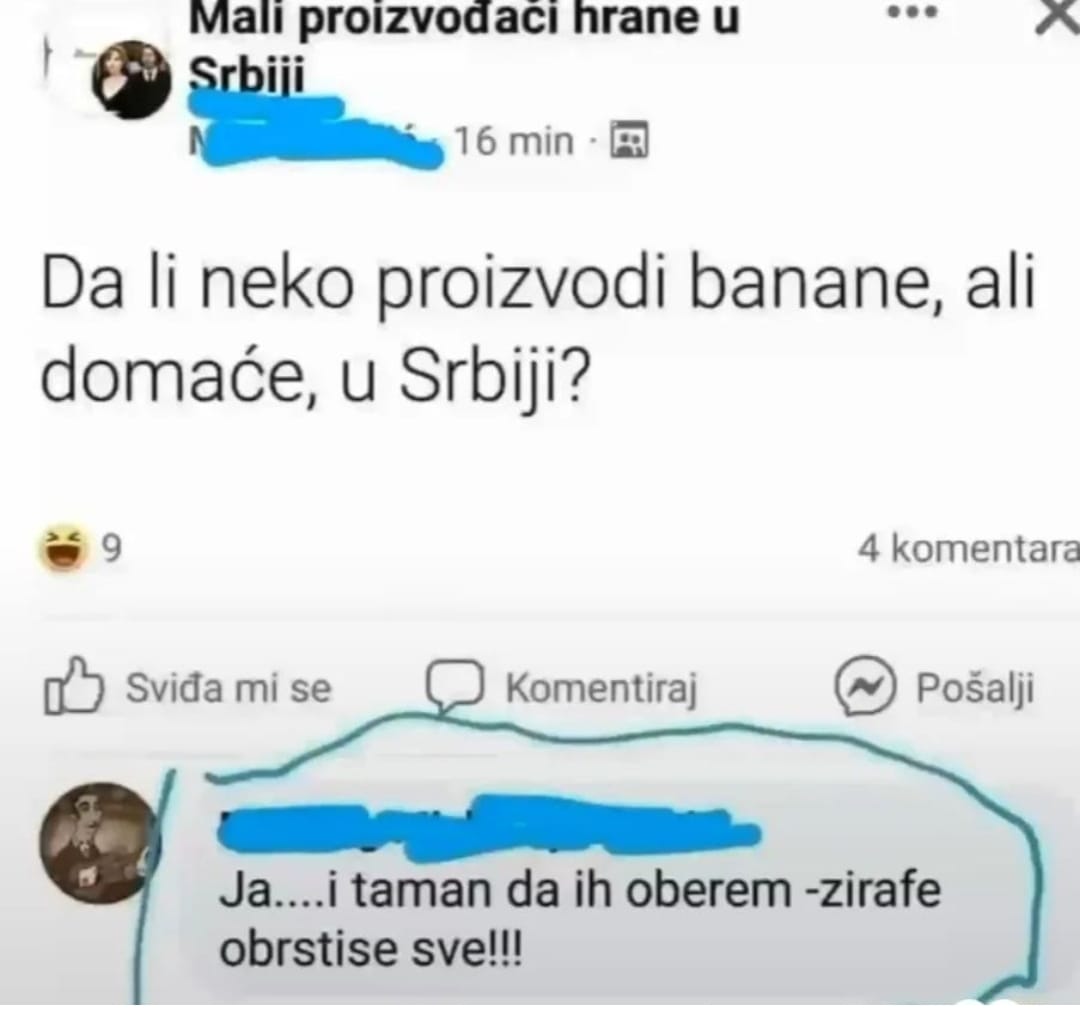 Mali proizvođači hrane u
Srbiji
16 min ·
Da li neko proizvodi banane, ali
domaće, u Srbiji?
9
4 komentara
Sviđa mi se
Komentiraj
Pošalji
Ja....i taman da ih oberem -zirafe
obrstise sve!!!